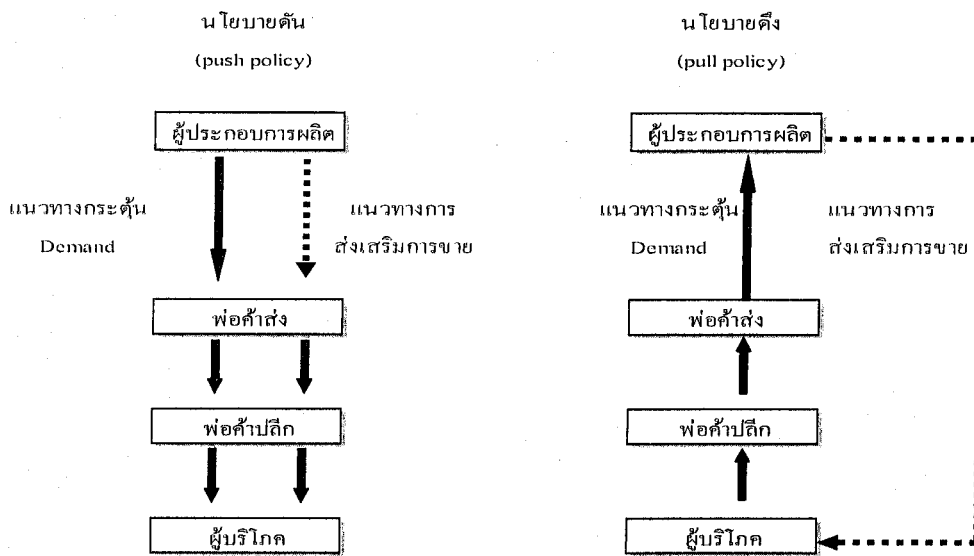 นโยบายดัน
(push policy)
ผู้ประกอบการผลิต
แนวทางกระตุ้น
Demand
แนวทางการ
ส่งเสริมการขาย
พ่อค้าส่ง
พ่อค้าปลีก
ผู้บริโภค
นโยบายดึง
(pull policy)
ผู้ประกอบการผลิต
แนวทางกระตุ้น
Demand
แนวทางการ
ส่งเสริมการขาย
พ่อค้าส่ง
พ่อค้าปลีก
ผู้บริโภค